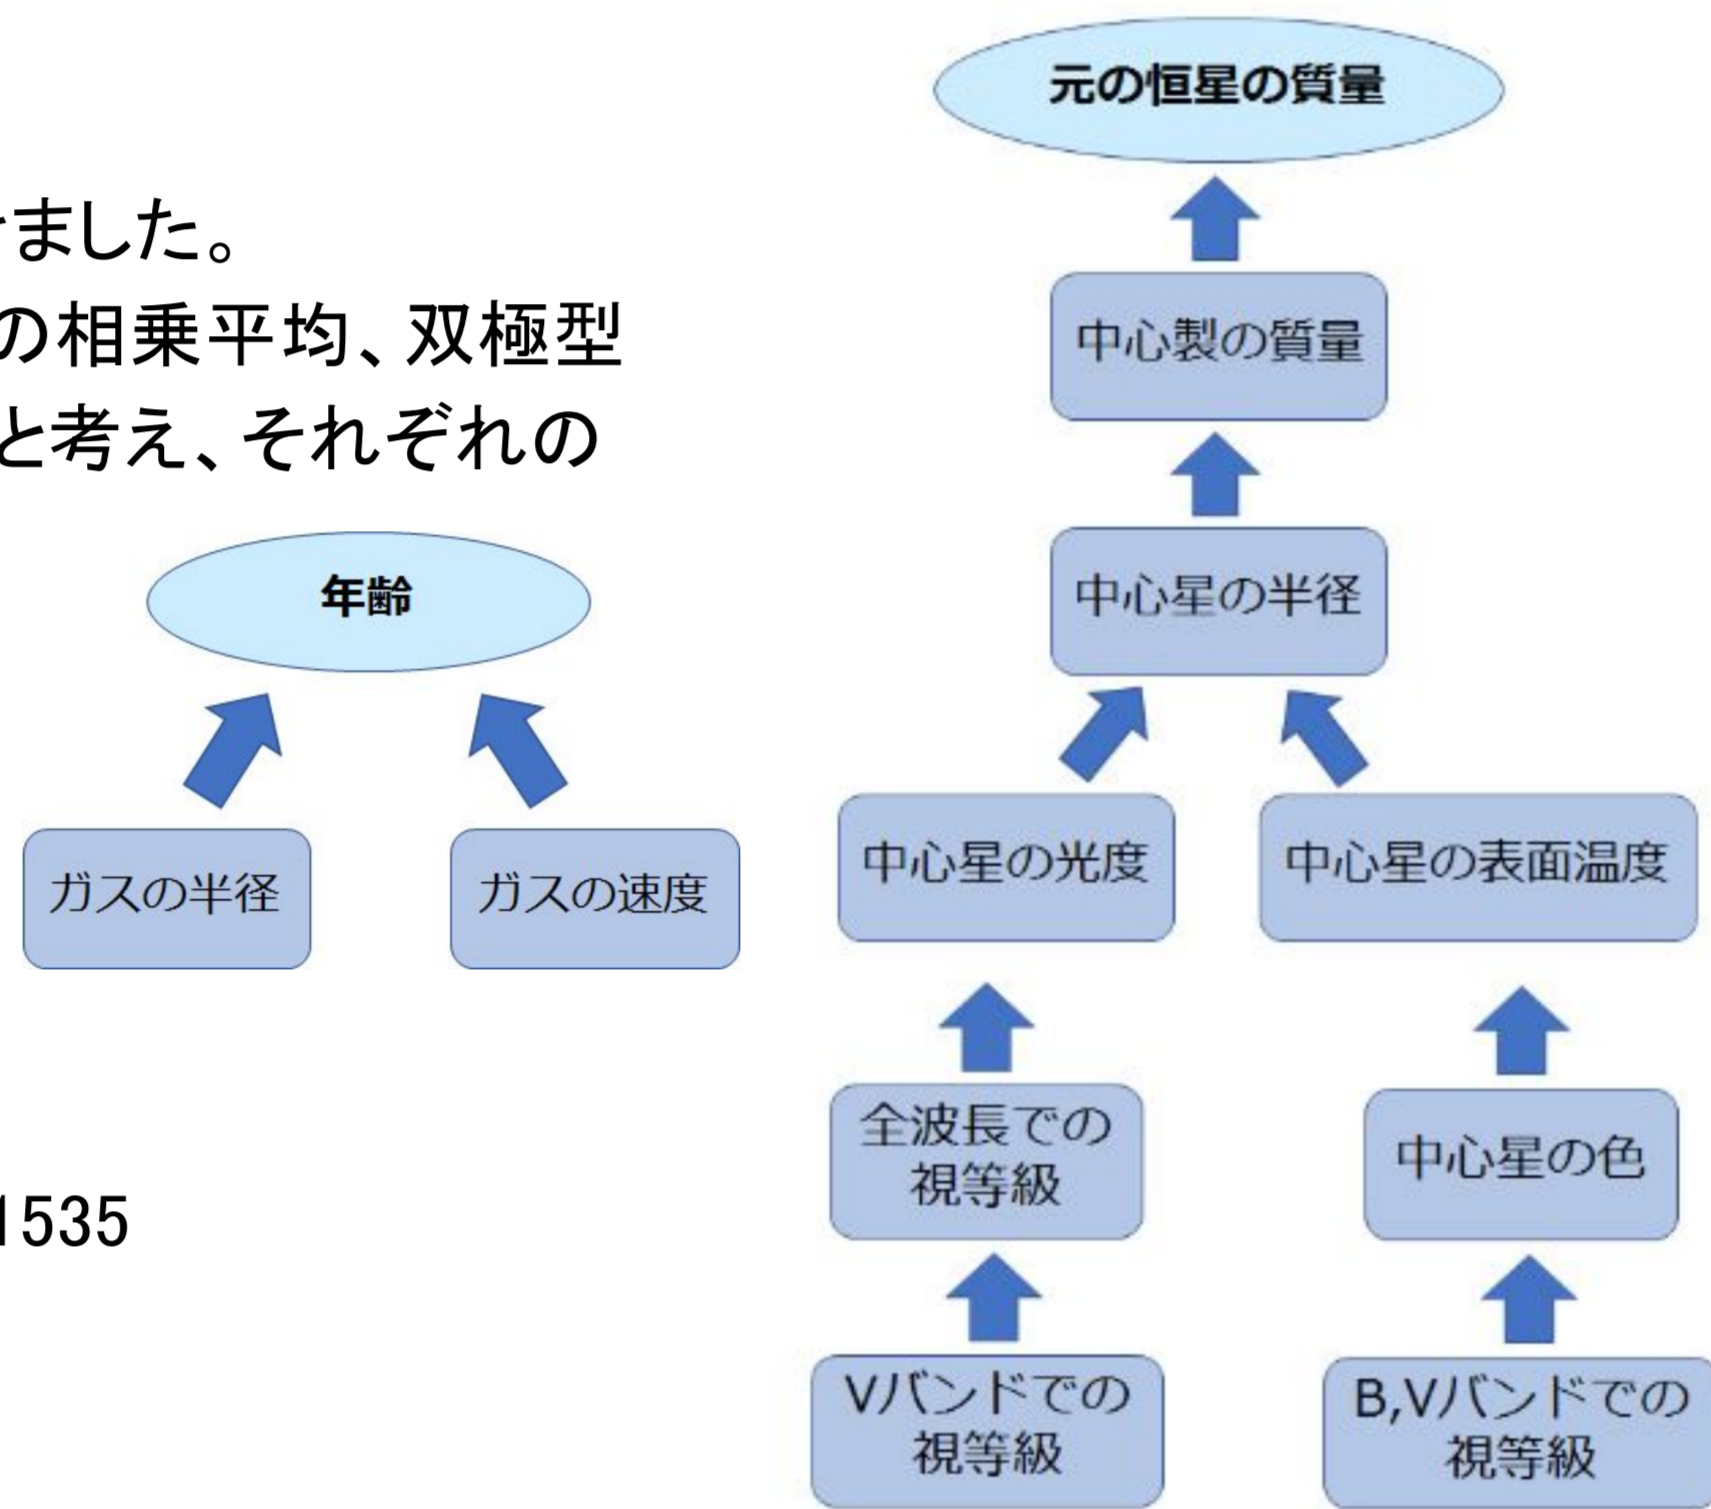 きました。
の相乗平均、双極型
と考え、それぞれの
年齢
ガスの半径
ガスの速度
1535
元の恒星の質量
中心製の質量
中心星の半径
中心星の光度
中心星の表面温度
全波長での
視等級
中心星の色
Vバンドでの
視等級
B,Vバンドでの
視等級